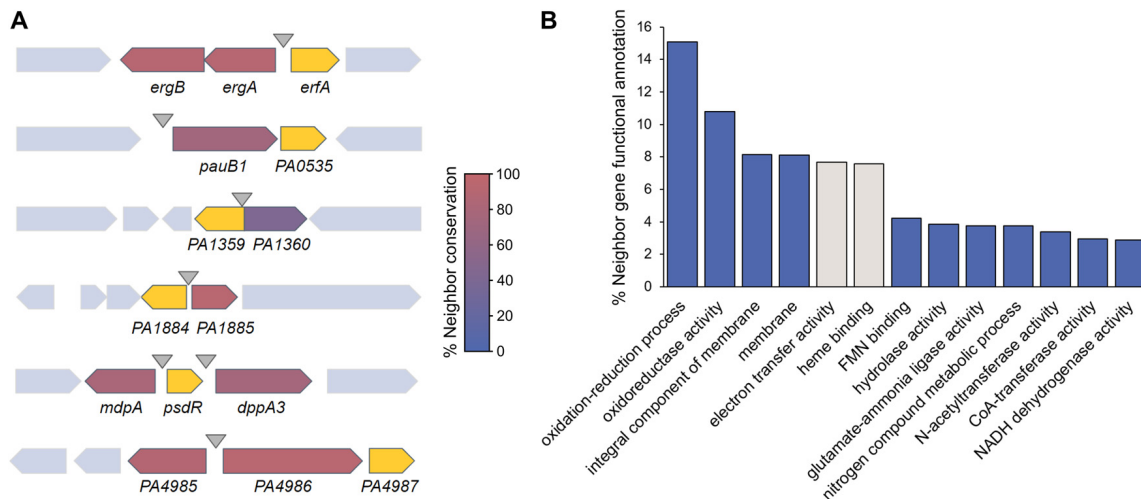 A
ergB ergA erfA
pauB1 PA0535
PA1359 PA1360
PA1884 PA1885
mdpA psdR dppA3
PA4985 PA4986 PA4987
% Neighbor conservation
100
80
60
40
20
0
B
% Neighbor gene functional annotation
16
14
12
10
8
6
4
2
0
oxidation-reduction process
oxidoreductase activity
integral component of membrane
membrane
electron transfer activity
heme binding
FMN binding
hydrolase activity
glutamate-ammonia ligase activity
nitrogen compound metabolic process
N-acetyltransferase activity
CoA-transferase activity
NADH dehydrogenase activity